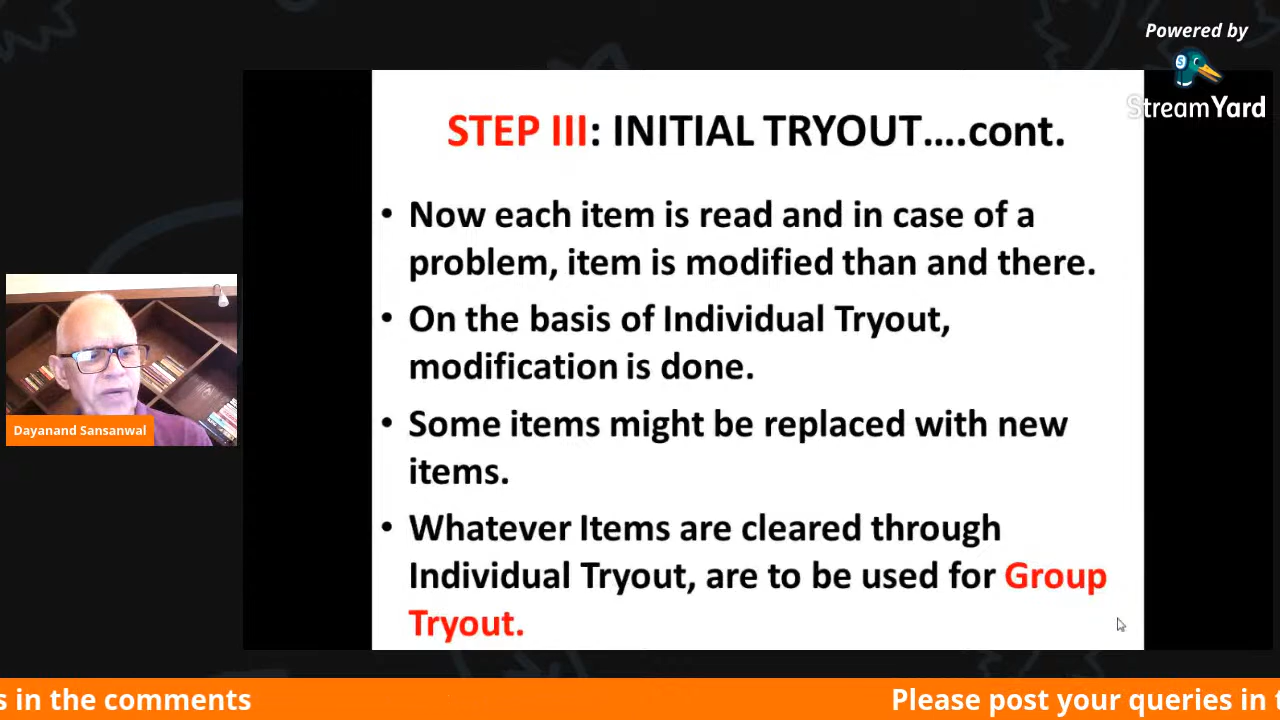 Powered by
StreamYard
STEP III: INITIAL TRYOUT....cont.
• Now each item is read and in case of a
problem, item is modified than and there.
• On the basis of Individual Tryout,
modification is done.
• Some items might be replaced with new
items.
• Whatever Items are cleared through
Individual Tryout, are to be used for Group
Tryout.
Dayanand Sansanwal
s in the comments
Please post your queries in t